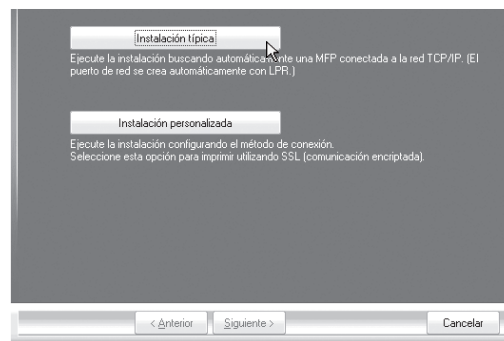 Instalación típica
Ejecute la instalación buscando automáticamente una MFP conectada a la red TCP/IP. (El
puerto de red se crea automáticamente con LPR.)
Instalación personalizada
Ejecute la instalación configurando el método de conexión.
Seleccione esta opción para imprimir utilizando SSL (comunicación encriptada).
< Anterior
Siguiente >
Cancelar